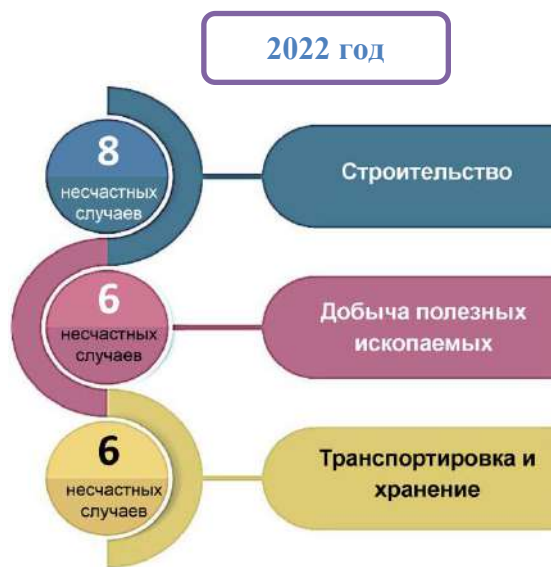 2022 год
8
несчастных
случаев
Строительство
6
несчастных
случаев
Добыча полезных
ископаемых
6
несчастных
случаев
Транспортировка и
хранение